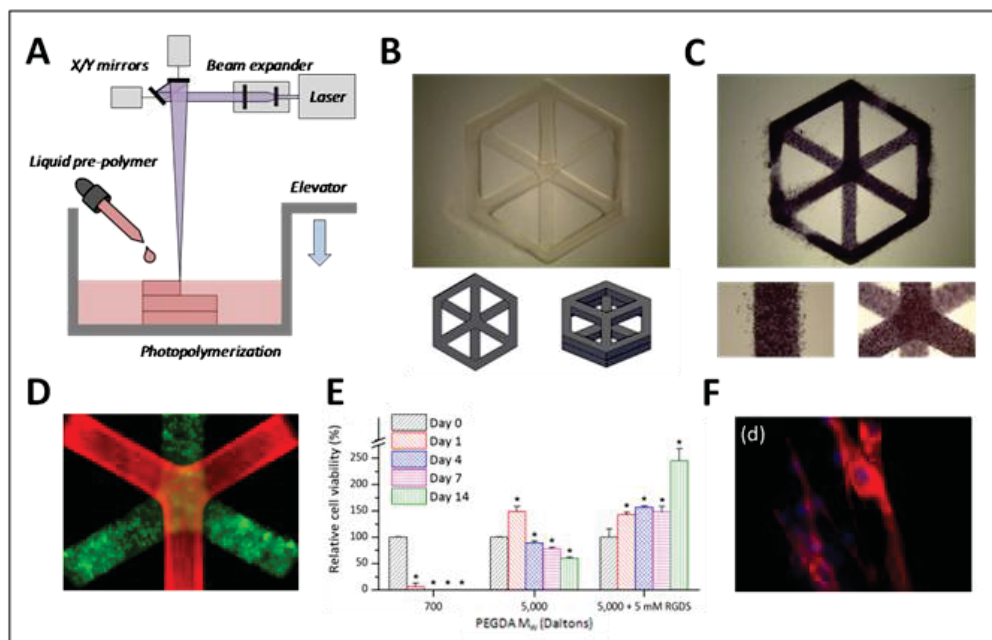 A
X/Y mirrors
Beam expander
Laser
Liquid pre-polymer
Elevator
Photopolymerization
B
C
D
E
Relative cell viability (%)
250
200
150
100
50
0
Day 0
Day 1
Day 4
Day 7
Day 14
* * * *
* * * *
* * * *
700
5,000
5,000 + 5 mM RGDS
PEGDA MW (Daltons)
F
(d)